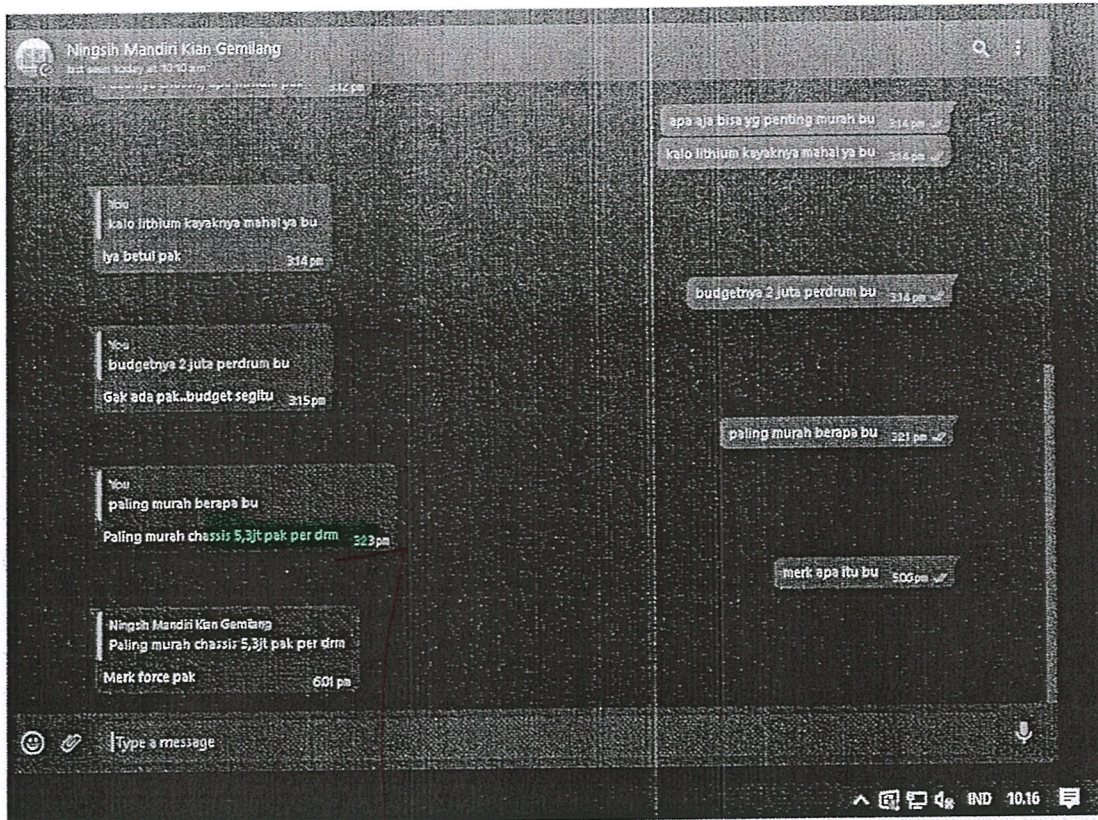 Ningsih Mandiri Kian Gemilang
last seen today at 10:10 am
3:12 pm
apa aja bisa yg penting murah bu 3:14 pm
kalo lithium kayaknya mahal ya bu 3:14 pm
You
kalo lithium kayaknya mahal ya bu
Iya betul pak 3:14 pm
budgetnya 2 juta perdrum bu 3:14 pm
You
budgetnya 2 juta perdrum bu
Gak ada pak..budget segitu 3:15 pm
paling murah berapa bu 3:21 pm
You
paling murah berapa bu
Paling murah chassis 5,3jt pak per drm 3:23 pm
merk apa itu bu 5:06 pm
Ningsih Mandiri Kian Gemilang
Paling murah chassis 5,3jt pak per drm
Merk force pak 6:01 pm
Type a message
IND 10.16